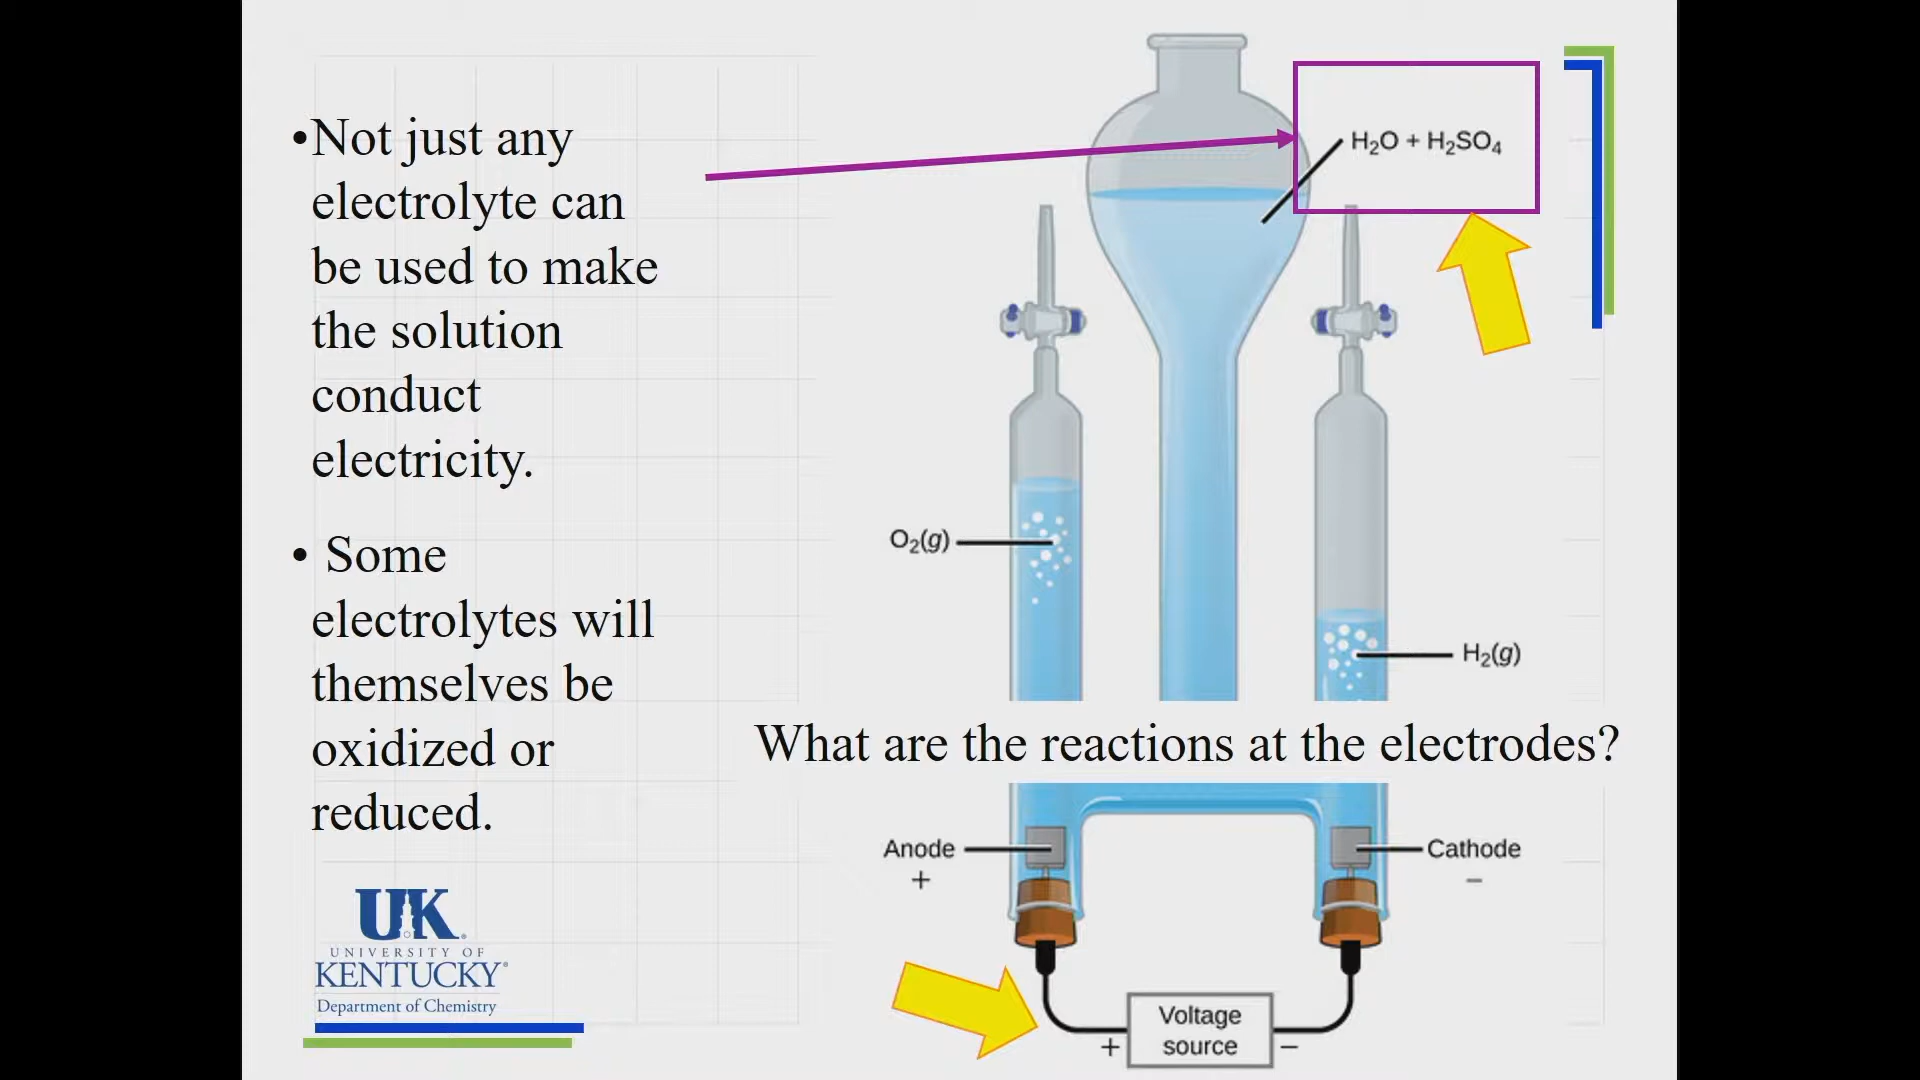 •Not just any
electrolyte can
be used to make
the solution
conduct
electricity.
• Some
electrolytes will
themselves be
oxidized or
reduced.
H₂O + H₂SO₄
O₂(g)
H₂(g)
What are the reactions at the electrodes?
Anode
+
Cathode
−
Voltage
source
+
−
UK®
UNIVERSITY OF
KENTUCKY®
Department of Chemistry